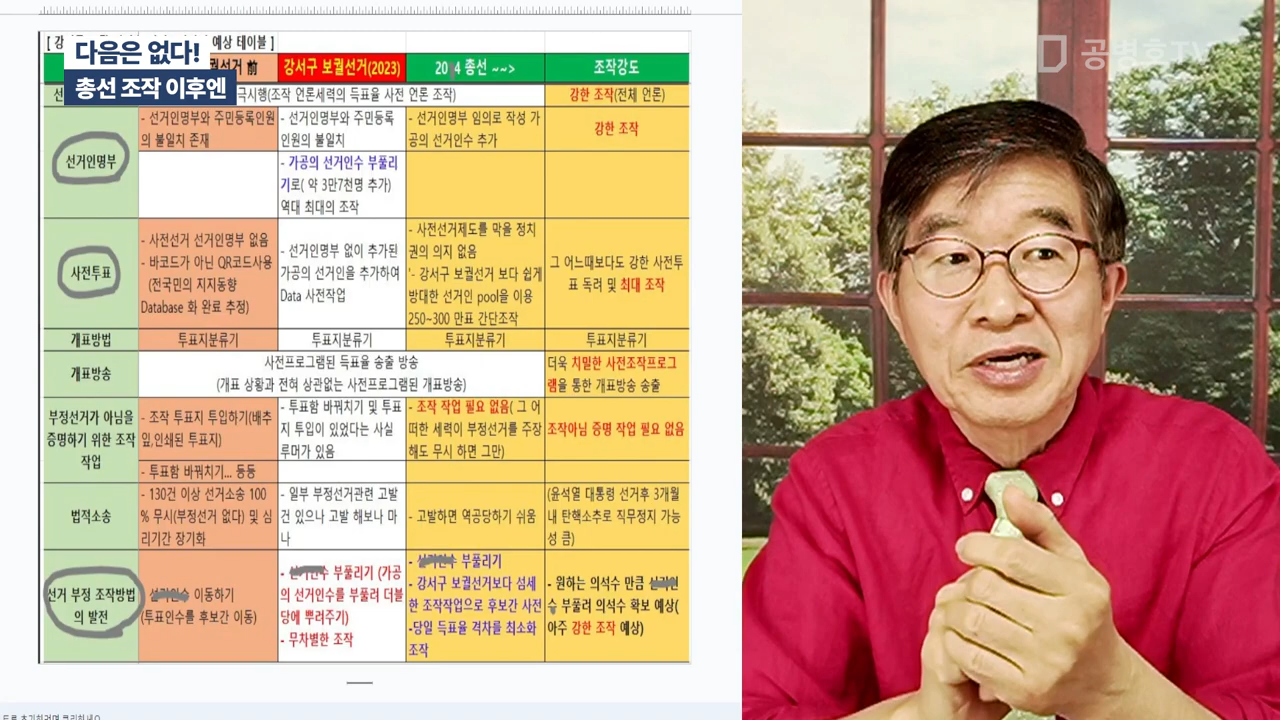 예상 테이블 ]
다음은 없다!
총선 조작 이후엔
공병호TV
궐선거 前
강서구 보궐선거(2023)
총선 ~~>
조작강도
극시행(조작 언론세력의 득표율 사전 언론 조작)
강한 조작(전체 언론)
선거인명부
- 선거인명부와 주민등록인원
의 불일치 존재
- 선거인명부와 주민등록
인원의 불일치
- 선거인명부 임의로 작성 가
공의 선거인수 추가
강한 조작
- 가공의 선거인수 부풀리
기로( 약 3만7천명 추가)
역대 최대의 조작
사전투표
- 사전선거 선거인명부 없음
- 바코드가 아닌 QR코드사용
(전국민의 지지동향
Database 화 완료 추정)
- 선거인명부 없이 추가된
가공의 선거인을 추가하여
Data 사전작업
- 사전선거제도를 막을 정치
권의 의지 없음
'- 강서구 보궐선거 보다 쉽게
방대한 선거인 pool을 이용
250~300 만표 간단조작
그 어느때보다도 강한 사전투
표 독려 및 최대 조작
개표방법
투표지분류기
투표지분류기
투표지분류기
투표지분류기
개표방송
사전프로그램된 득표율 송출 방송
(개표 상황과 전혀 상관없는 사전프로그램된 개표방송)
더욱 치밀한 사전조작프로그
램을 통한 개표방송 송출
부정선거가 아님을
증명하기 위한 조작
작업
- 조작 투표지 투입하기(배추
잎,인쇄된 투표지)
- 투표함 바꿔치기 및 투표
지 투입이 있었다는 사실
루머가 있음
- 조작 작업 필요 없음( 그 어
떠한 세력이 부정선거를 주장
해도 무시 하면 그만)
조작아님 증명 작업 필요 없음
- 투표함 바꿔치기... 등등
법적소송
- 130건 이상 선거소송 100
% 무시(부정선거 없다) 및 심
리기간 장기화
- 일부 부정선거관련 고발
건 있으나 고발 해보나 마
나
- 고발하면 역공당하기 쉬움
(윤석열 대통령 선거후 3개월
내 탄핵소추로 직무정지 가능
성 큼)
선거 부정 조작방법
의 발전
이동하기
(투표인수를 후보간 이동)
- 부풀리기 (가공
의 선거인수를 부풀려 더블
당에 뿌려주기)
- 무차별한 조작
- 부풀리기
- 강서구 보궐선거보다 섬세
한 조작작업으로 후보간 사전
-당일 득표율 격차를 최소화
조작
- 원하는 의석수 만큼
부풀려 의석수 확보 예상(
아주 강한 조작 예상)